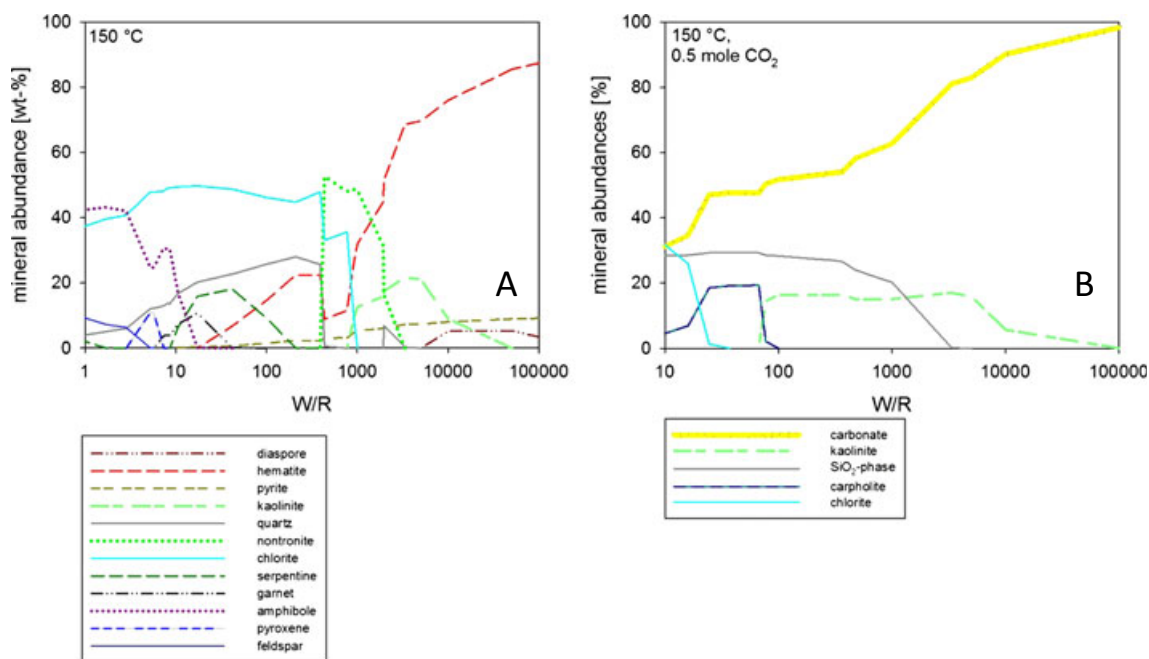 150 °C
mineral abundance [wt-%]
100
80
60
40
20
0
A
1
10
100
1000
10000
100000
W/R
diaspore
hematite
pyrite
kaolinite
quartz
nontronite
chlorite
serpentine
garnet
amphibole
pyroxene
feldspar
150 °C,
0.5 mole CO₂
mineral abundances [%]
100
80
60
40
20
0
B
10
100
1000
10000
100000
W/R
carbonate
kaolinite
SiO₂-phase
carpholite
chlorite